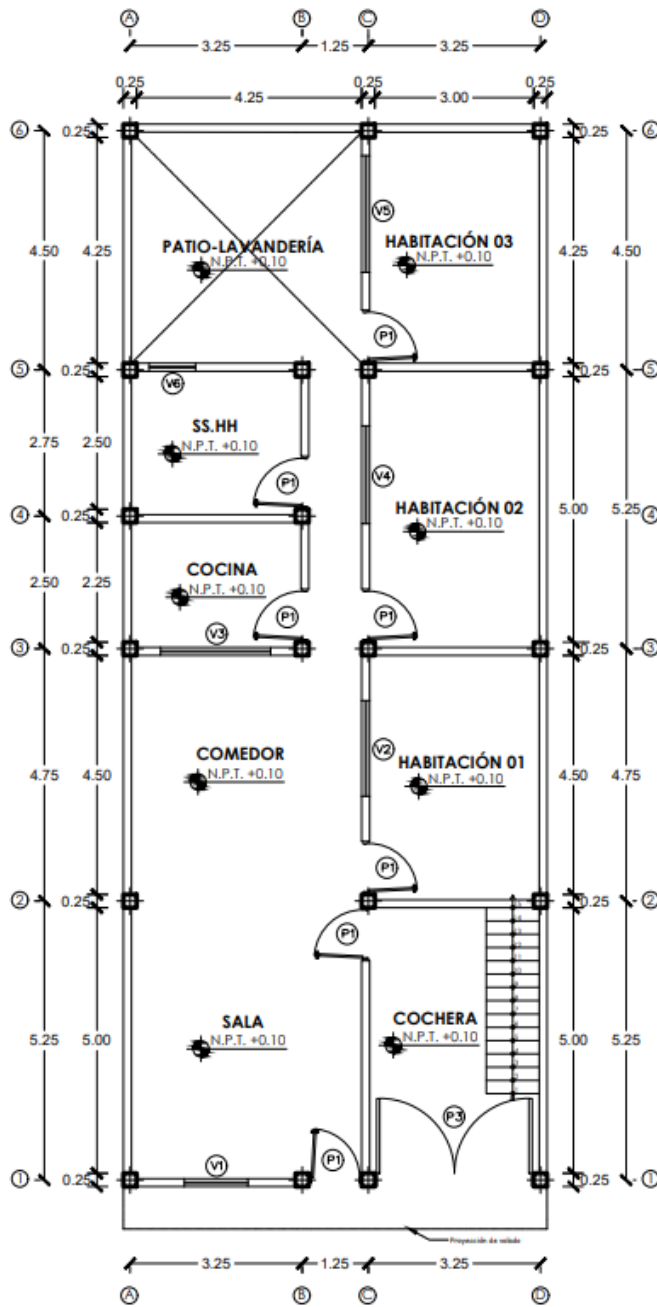 A B C D
3.25 1.25 3.25
0.25 0.25 0.25
4.25 3.00
6 0.25 0.25 6
V5
4.50 4.25 PATIO-LAVANDERÍA HABITACIÓN 03 4.25 4.50
N.P.T. +0.10 N.P.T. +0.10
P1
5 0.25 0.25 5
V6
2.75 2.50 SS.HH
N.P.T. +0.10
V4
P1
HABITACIÓN 02 5.00 5.25
4 0.25 N.P.T. +0.10 4
2.50 2.25 COCINA
N.P.T. +0.10
P1 P1
V3
3 0.25 0.25 3
V2
4.75 4.50 COMEDOR HABITACIÓN 01 4.50 4.75
N.P.T. +0.10 N.P.T. +0.10
P1
2 0.25 0.25 2
P1
SALA COCHERA
N.P.T. +0.10 N.P.T. +0.10
5.25 5.00 5.00 5.25
P3
V1 P1
1 0.25 0.25 1
Proyección de volado
3.25 1.25 3.25
A B C D